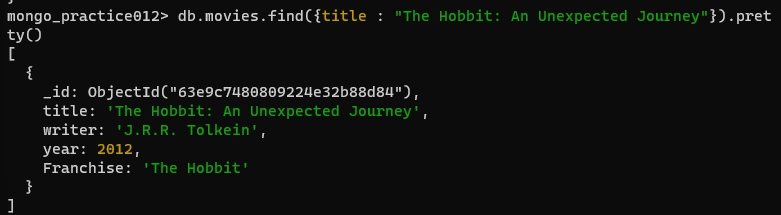 mongo_practice012> db.movies.find({title : "The Hobbit: An Unexpected Journey"}).pret
ty()
[
  {
    _id: ObjectId("63e9c7480809224e32b88d84"),
    title: 'The Hobbit: An Unexpected Journey',
    writer: 'J.R.R. Tolkein',
    year: 2012,
    Franchise: 'The Hobbit'
  }
]